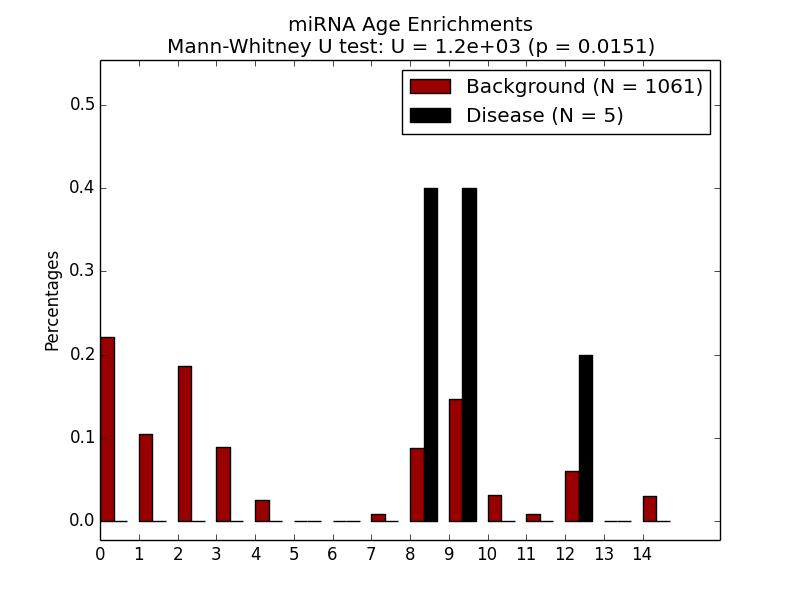 miRNA Age Enrichments
Mann-Whitney U test: U = 1.2e+03 (p = 0.0151)
Background (N = 1061)
Disease (N = 5)
Percentages
0.5
0.4
0.3
0.2
0.1
0.0
0 1 2 3 4 5 6 7 8 9 10 11 12 13 14